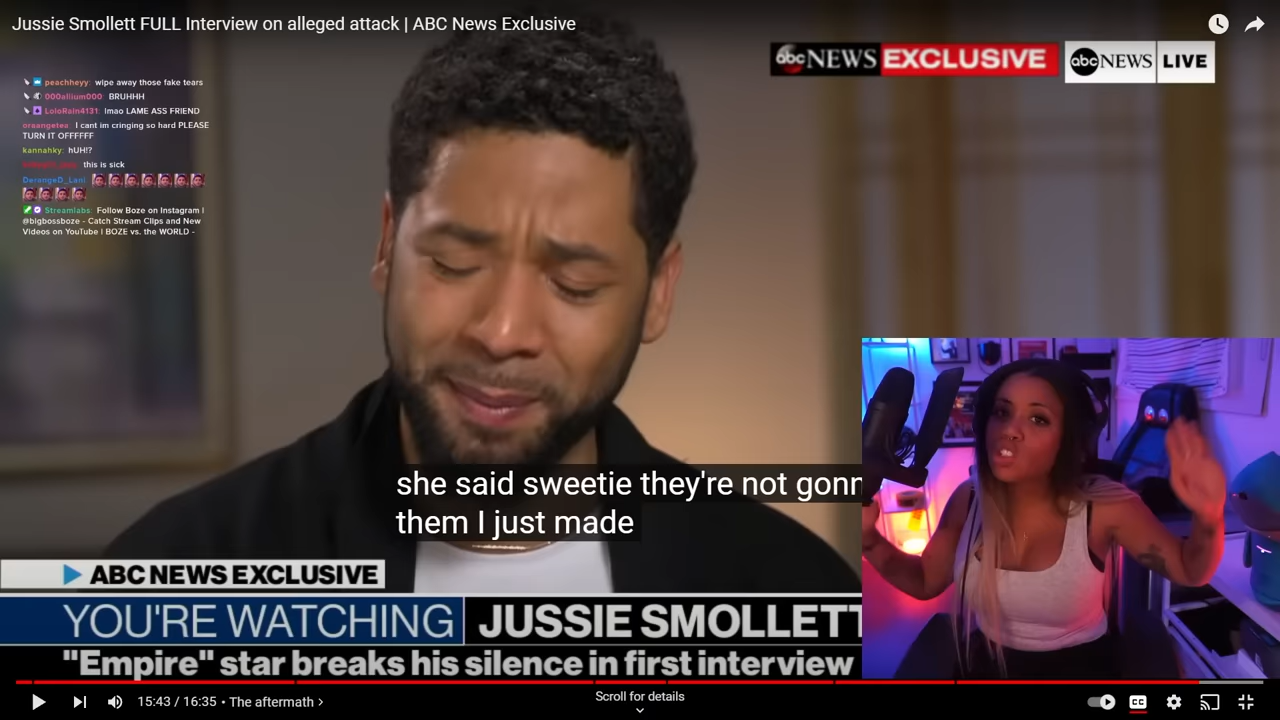 Jussie Smollett FULL Interview on alleged attack | ABC News Exclusive
abc NEWS EXCLUSIVE
abc NEWS LIVE
peachheyy: wipe away those fake tears
000allium000: BRUHHH
LoloRain4131: lmao LAME ASS FRIEND
oraangetea: I cant im cringing so hard PLEASE
TURN IT OFFFFFF
kannahky: hUH!?
this is sick
DerangeD_Lani:
Streamlabs: Follow Boze on Instagram |
@bigbossboze - Catch Stream Clips and New
Videos on YouTube | BOZE vs. the WORLD -
she said sweetie they're not gonn
them I just made
ABC NEWS EXCLUSIVE
YOU'RE WATCHING JUSSIE SMOLLETT
"Empire" star breaks his silence in first interview
15:43 / 16:35 • The aftermath >
Scroll for details
CC